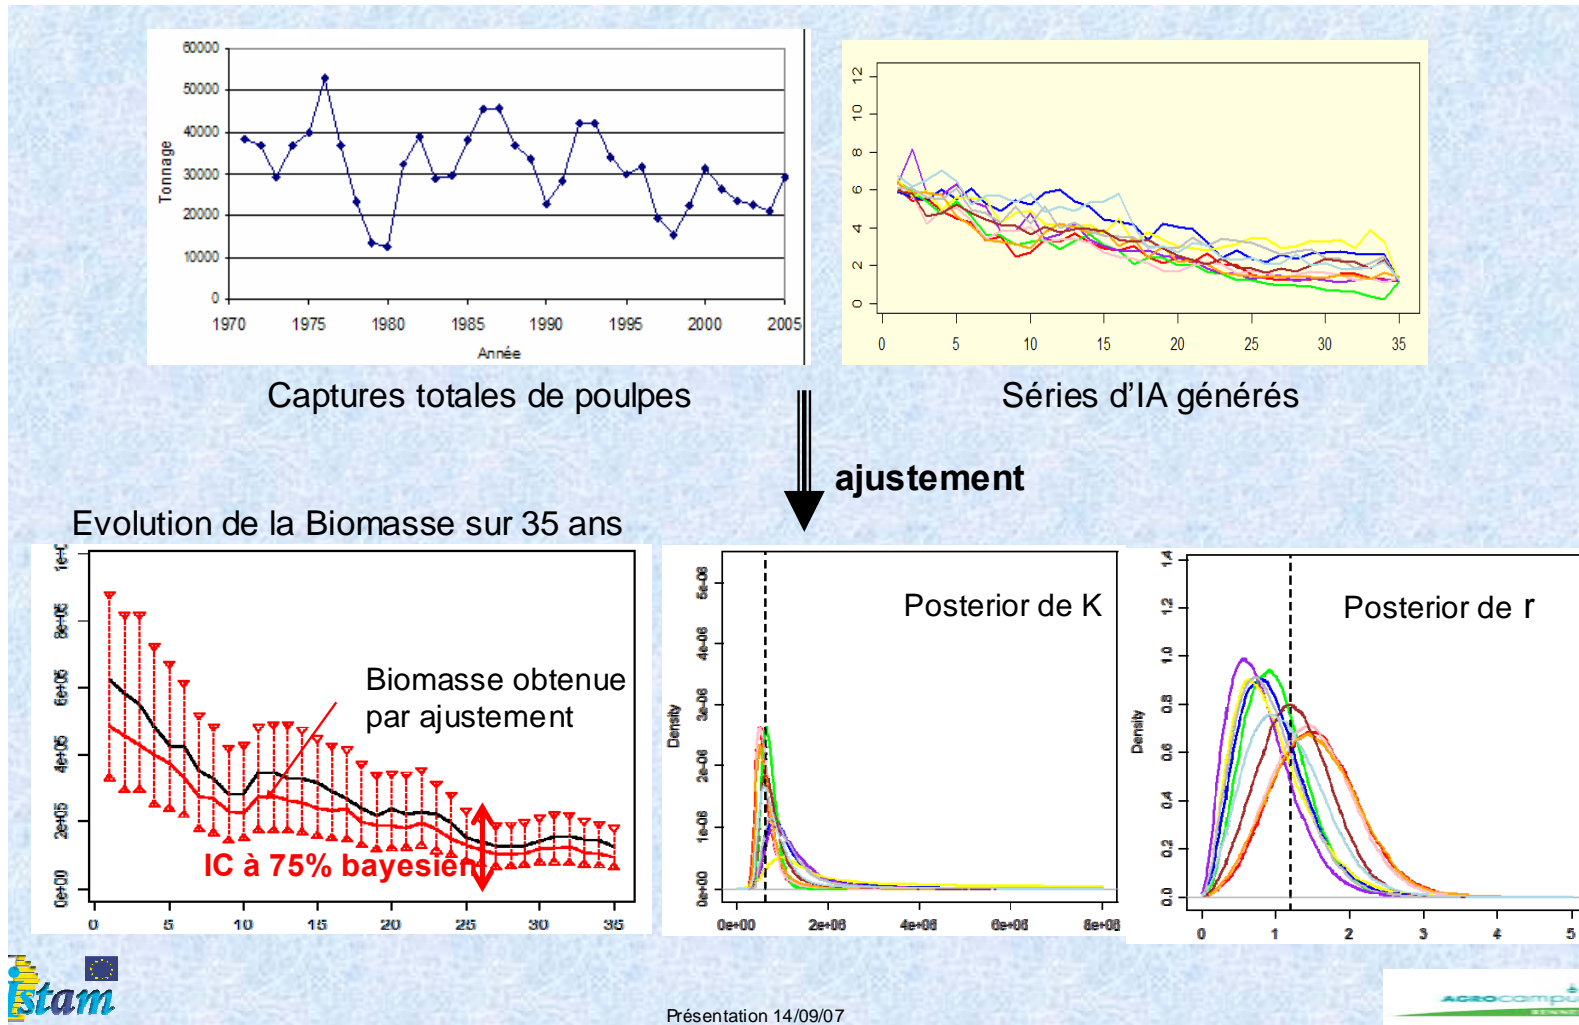 60000
50000
40000
30000
20000
10000
0
Tonnage
1970 1975 1980 1985 1990 1995 2000 2005
Année
12
10
8
6
4
2
0
0 5 10 15 20 25 30 35
Captures totales de poulpes
Séries d'IA générés
ajustement
Evolution de la Biomasse sur 35 ans
8e+05
6e+05
4e+05
2e+05
0e+00
Biomasse obtenue
par ajustement
IC à 75% bayesien
0 5 10 15 20 25 30 35
Posterior de K
Density
5e-06
4e-06
3e-06
2e-06
1e-06
0e+00
0e+00 2e+06 4e+06 6e+06 8e+06
Posterior de r
Density
1.4
1.2
1.0
0.8
0.6
0.4
0.2
0.0
0 1 2 3 4 5
istam
Présentation 14/09/07
AGROCAMPUS
RENNES